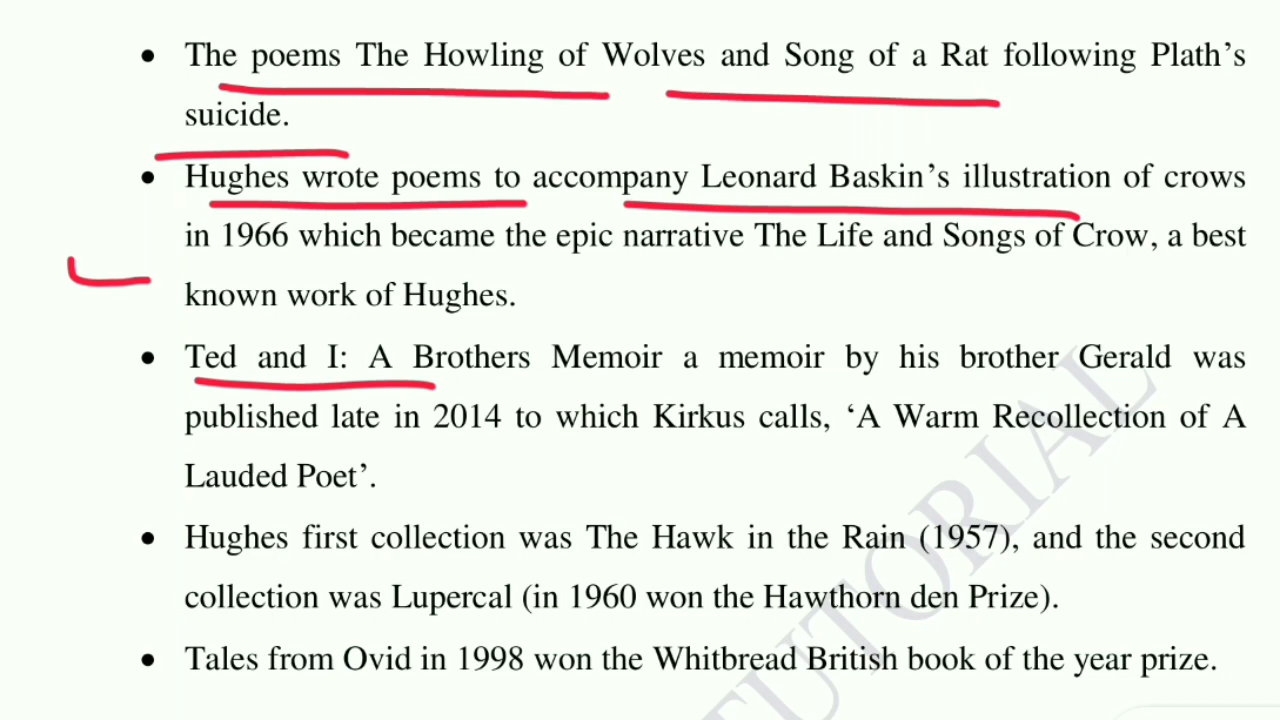 • The poems The Howling of Wolves and Song of a Rat following Plath’s
suicide.
• Hughes wrote poems to accompany Leonard Baskin’s illustration of crows
in 1966 which became the epic narrative The Life and Songs of Crow, a best
known work of Hughes.
• Ted and I: A Brothers Memoir a memoir by his brother Gerald was
published late in 2014 to which Kirkus calls, ‘A Warm Recollection of A
Lauded Poet’.
• Hughes first collection was The Hawk in the Rain (1957), and the second
collection was Lupercal (in 1960 won the Hawthorn den Prize).
• Tales from Ovid in 1998 won the Whitbread British book of the year prize.
TUTORIAL